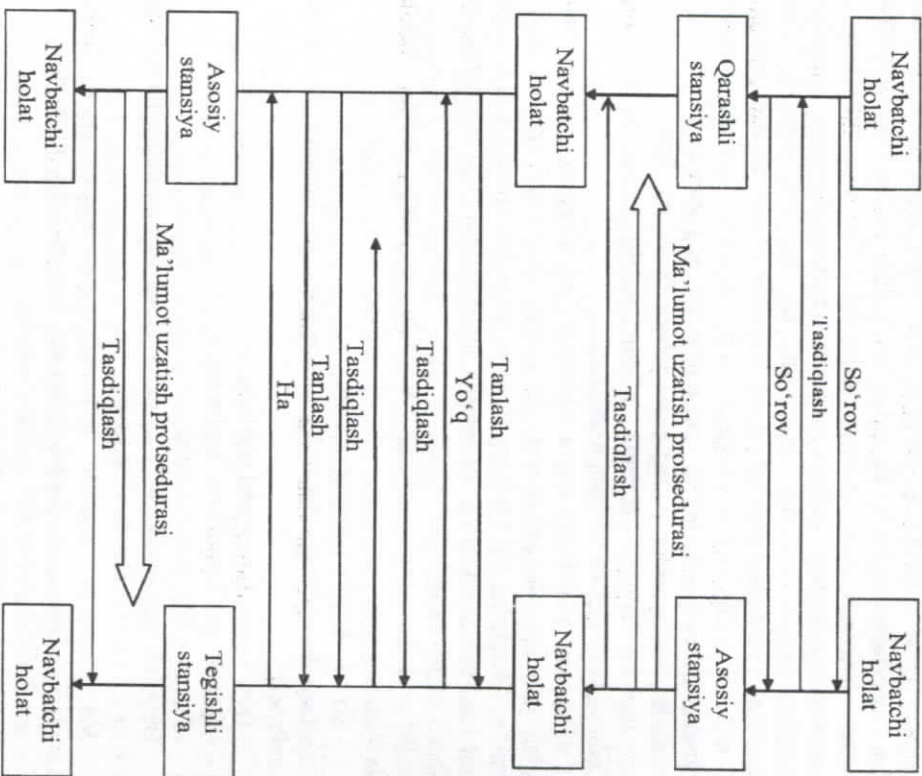 Navbatchi
holat
Navbatchi
holat
So‘rov
Tasdiqlash
So‘rov
Qarashli
stansiya
Asosiy
stansiya
Ma’lumot uzatish protsedurasi
Tasdiqlash
Navbatchi
holat
Navbatchi
holat
Tanlash
Yo‘q
Tasdiqlash
Tasdiqlash
Tanlash
Ha
Asosiy
stansiya
Tegishli
stansiya
Ma’lumot uzatish protsedurasi
Tasdiqlash
Navbatchi
holat
Navbatchi
holat